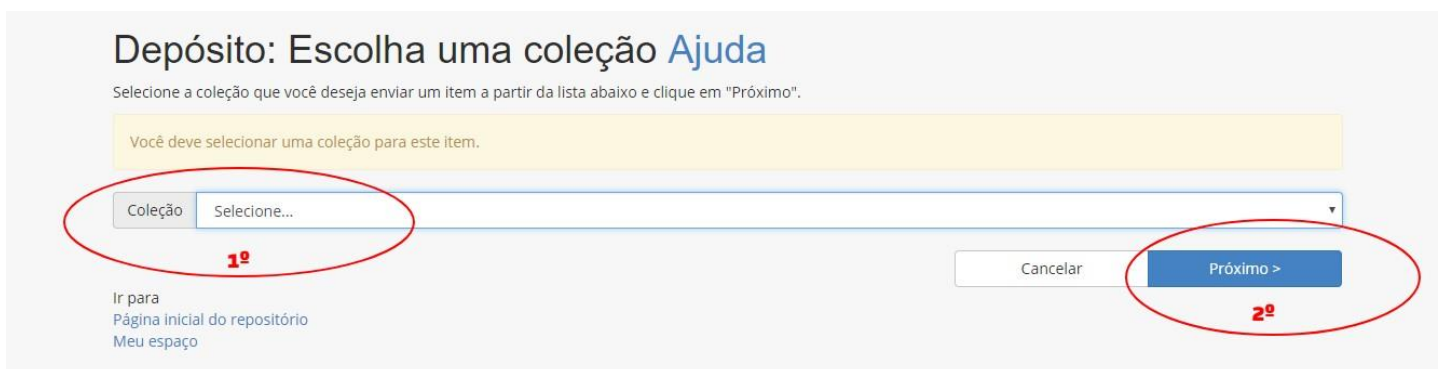 Depósito: Escolha uma coleção Ajuda
Selecione a coleção que você deseja enviar um item a partir da lista abaixo e clique em "Próximo".
Você deve selecionar uma coleção para este item.
Coleção Selecione...
1º
Cancelar Próximo >
2º
Ir para
Página inicial do repositório
Meu espaço